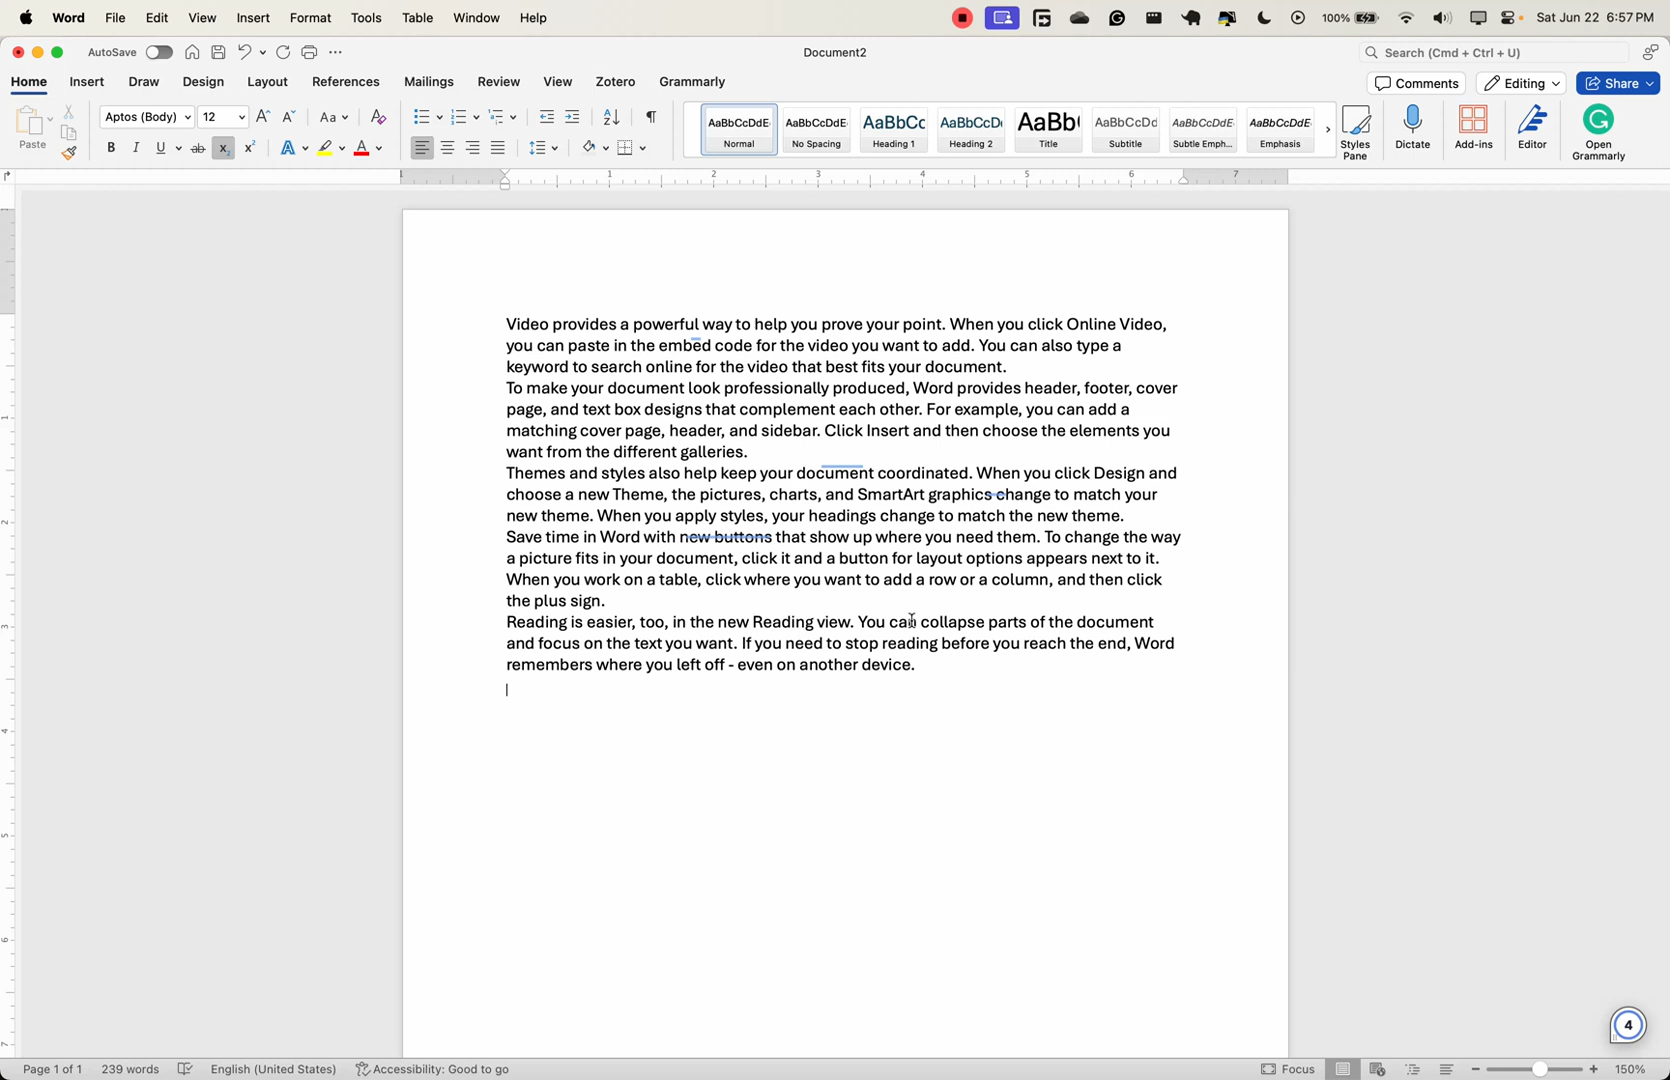 Word File Edit View Insert Format Tools Table Window Help 100% Sat Jun 22 6:57 PM
AutoSave Document2 Search (Cmd + Ctrl + U)
Home Insert Draw Design Layout References Mailings Review View Zotero Grammarly Comments Editing Share
Paste Aptos (Body) 12 Aa
AaBbCcDdE AaBbCcDdE AaBbCc AaBbCcD AaBb( AaBbCcDd AaBbCcDdE AaBbCcDdE
Normal No Spacing Heading 1 Heading 2 Title Subtitle Subtle Emph... Emphasis
Styles Pane Dictate Add-ins Editor Open Grammarly
1 1 2 3 4 5 6 7
Video provides a powerful way to help you prove your point. When you click Online Video,
you can paste in the embed code for the video you want to add. You can also type a
keyword to search online for the video that best fits your document.
To make your document look professionally produced, Word provides header, footer, cover
page, and text box designs that complement each other. For example, you can add a
matching cover page, header, and sidebar. Click Insert and then choose the elements you
want from the different galleries.
Themes and styles also help keep your document coordinated. When you click Design and
choose a new Theme, the pictures, charts, and SmartArt graphics change to match your
new theme. When you apply styles, your headings change to match the new theme.
Save time in Word with new buttons that show up where you need them. To change the way
a picture fits in your document, click it and a button for layout options appears next to it.
When you work on a table, click where you want to add a row or a column, and then click
the plus sign.
Reading is easier, too, in the new Reading view. You can collapse parts of the document
and focus on the text you want. If you need to stop reading before you reach the end, Word
remembers where you left off - even on another device.
4
Page 1 of 1 239 words English (United States) Accessibility: Good to go Focus 150%